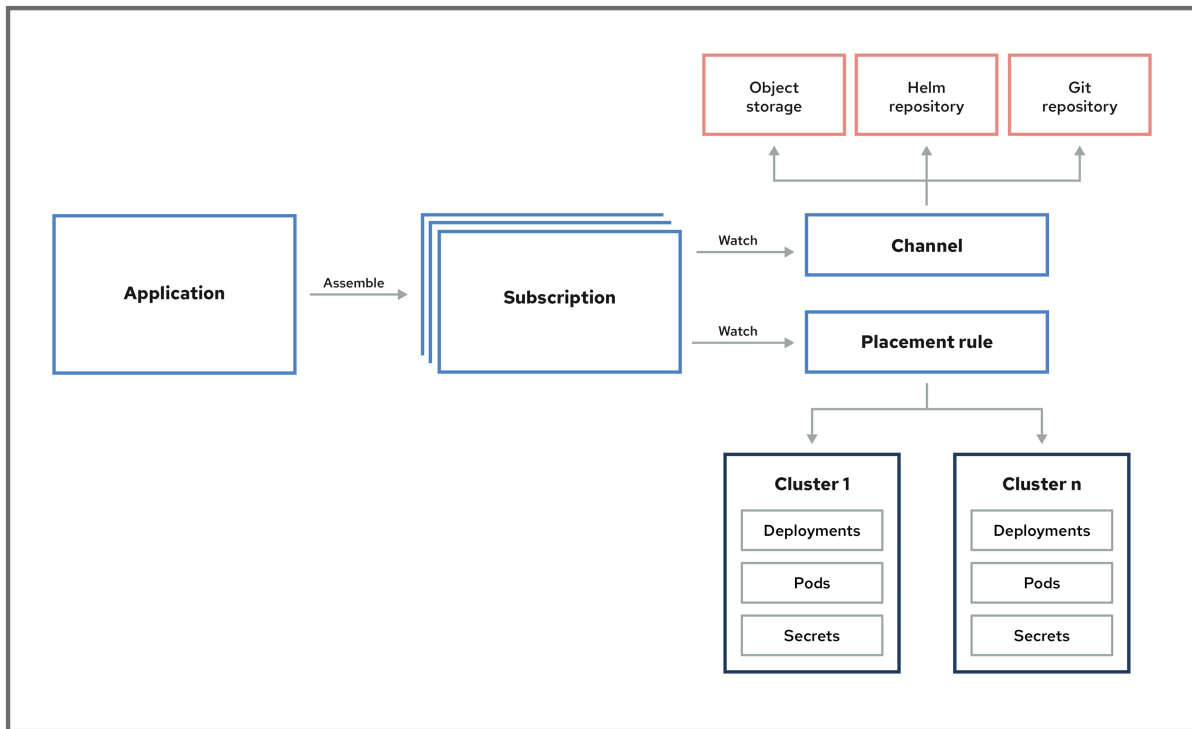 Object
storage
Helm
repository
Git
repository
Application
Assemble
Subscription
Watch
Channel
Watch
Placement rule
Cluster 1
Deployments
Pods
Secrets
Cluster n
Deployments
Pods
Secrets